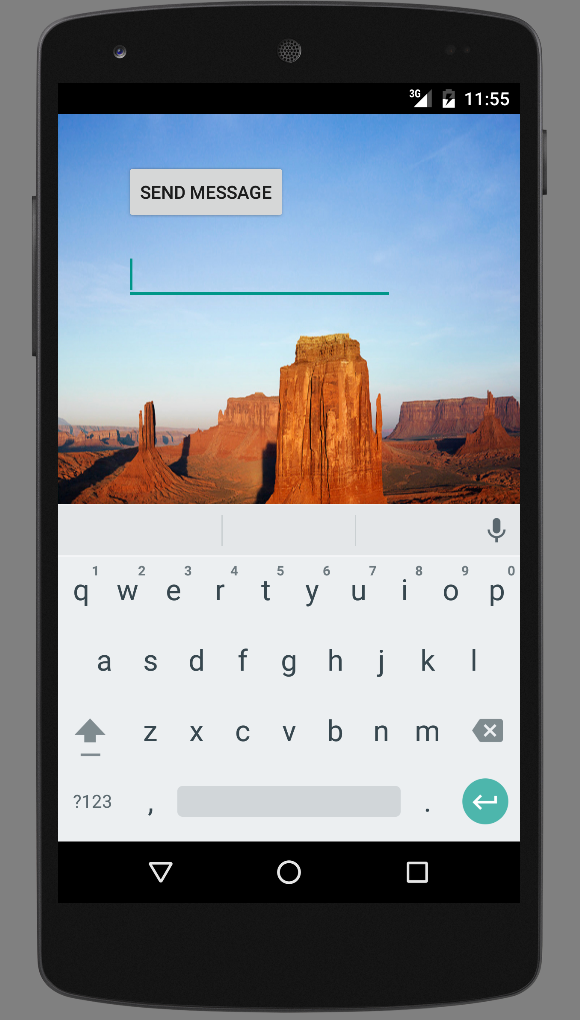 3G 11:55
SEND MESSAGE
1 2 3 4 5 6 7 8 9 0
q w e r t y u i o p
a s d f g h j k l
z x c v b n m
?123 , .